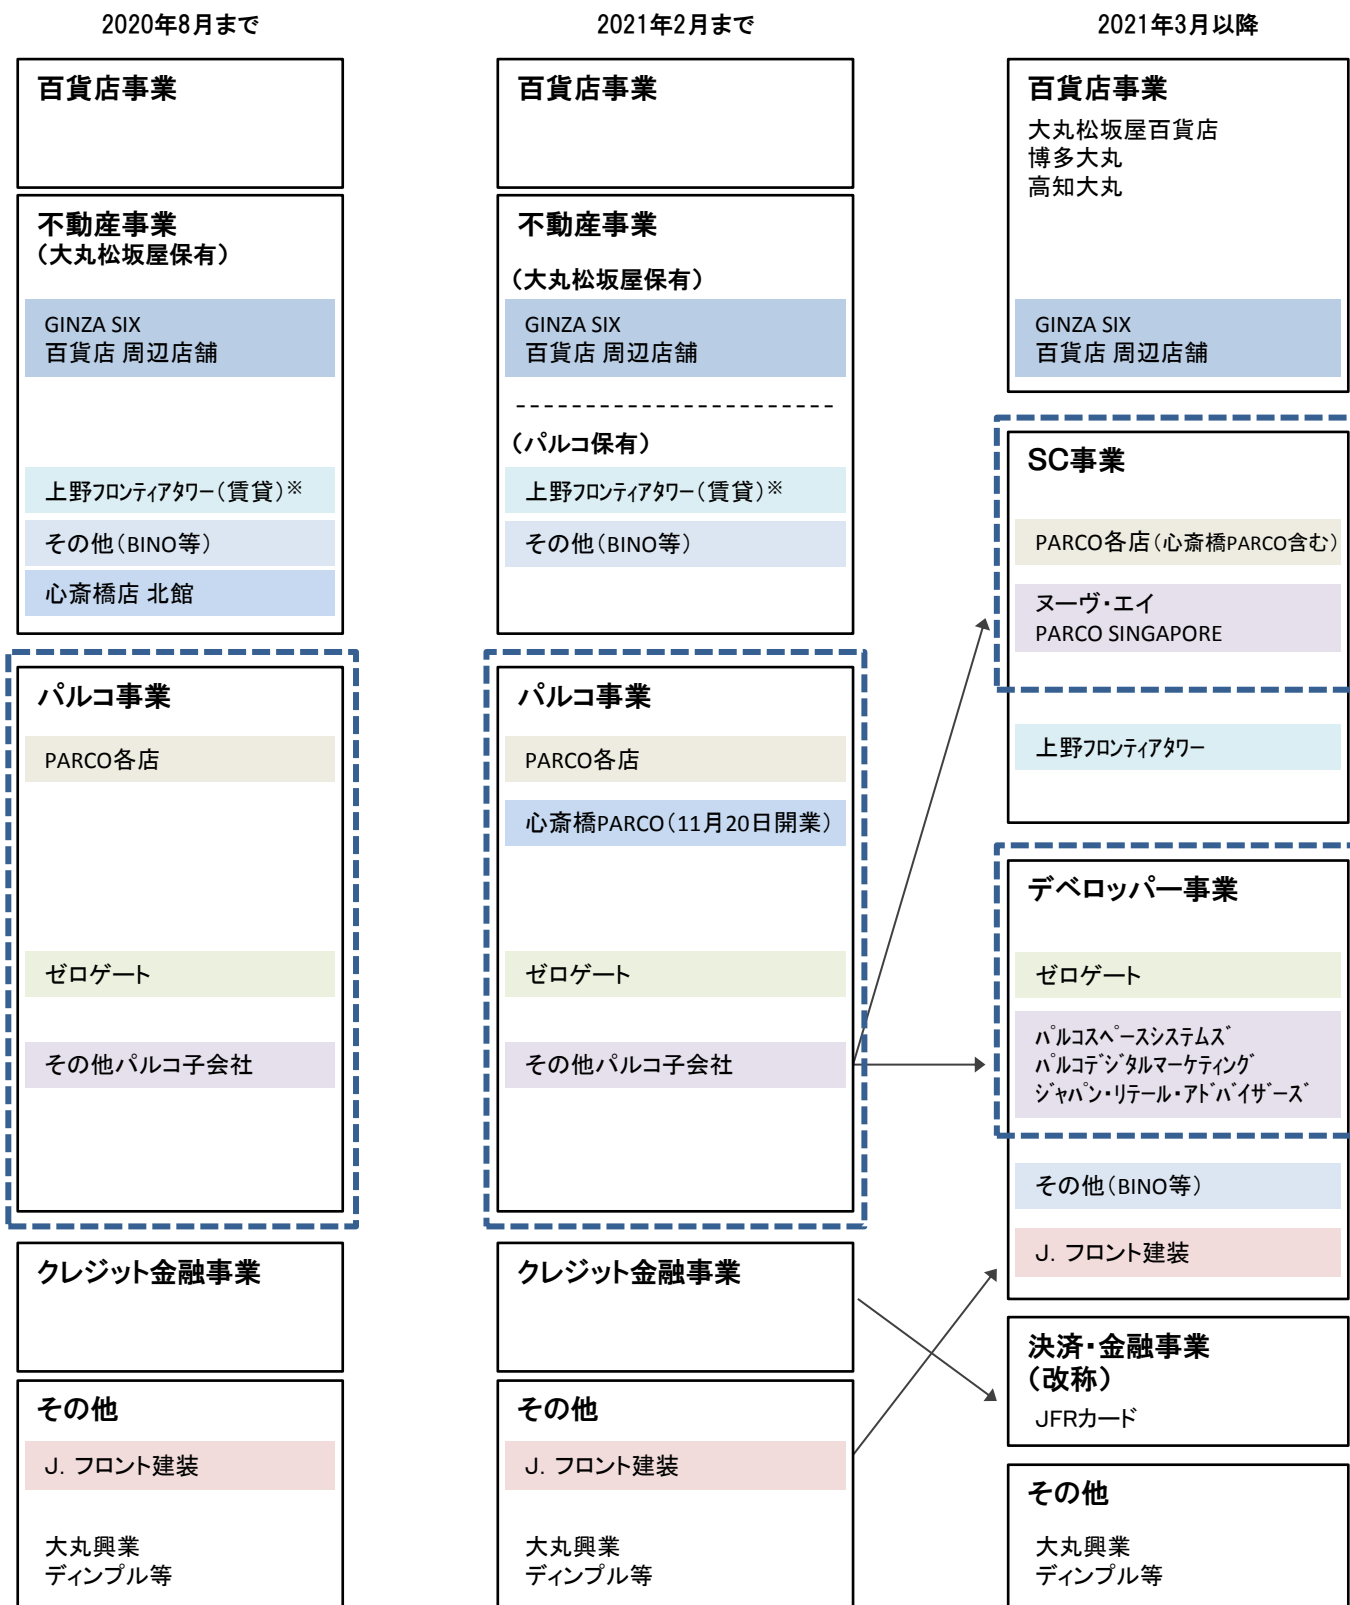 2020年8月まで
百貨店事業
不動産事業
（大丸松坂屋保有）
GINZA SIX
百貨店 周辺店舗
上野フロンティアタワー（賃貸）※
その他（BINO等）
心斎橋店 北館
パルコ事業
PARCO各店
ゼロゲート
その他パルコ子会社
クレジット金融事業
その他
J．フロント建装
大丸興業
ディンプル等
2021年2月まで
百貨店事業
不動産事業
（大丸松坂屋保有）
GINZA SIX
百貨店 周辺店舗
（パルコ保有）
上野フロンティアタワー（賃貸）※
その他（BINO等）
パルコ事業
PARCO各店
心斎橋PARCO（11月20日開業）
ゼロゲート
その他パルコ子会社
クレジット金融事業
その他
J．フロント建装
大丸興業
ディンプル等
2021年3月以降
百貨店事業
大丸松坂屋百貨店
博多大丸
高知大丸
GINZA SIX
百貨店 周辺店舗
SC事業
PARCO各店（心斎橋PARCO含む）
ヌーヴ・エイ
PARCO SINGAPORE
上野フロンティアタワー
デベロッパー事業
ゼロゲート
パルコスペースシステムズ
パルコデジタルマーケティング
ジャパン・リテール・アドバイザーズ
その他（BINO等）
J．フロント建装
決済・金融事業
（改称）
JFRカード
その他
大丸興業
ディンプル等